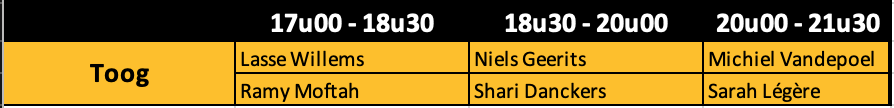 17u00 - 18u30 18u30 - 20u00 20u00 - 21u30
Toog
Lasse Willems Niels Geerits Michiel Vandepoel
Ramy Moftah Shari Danckers Sarah Légère